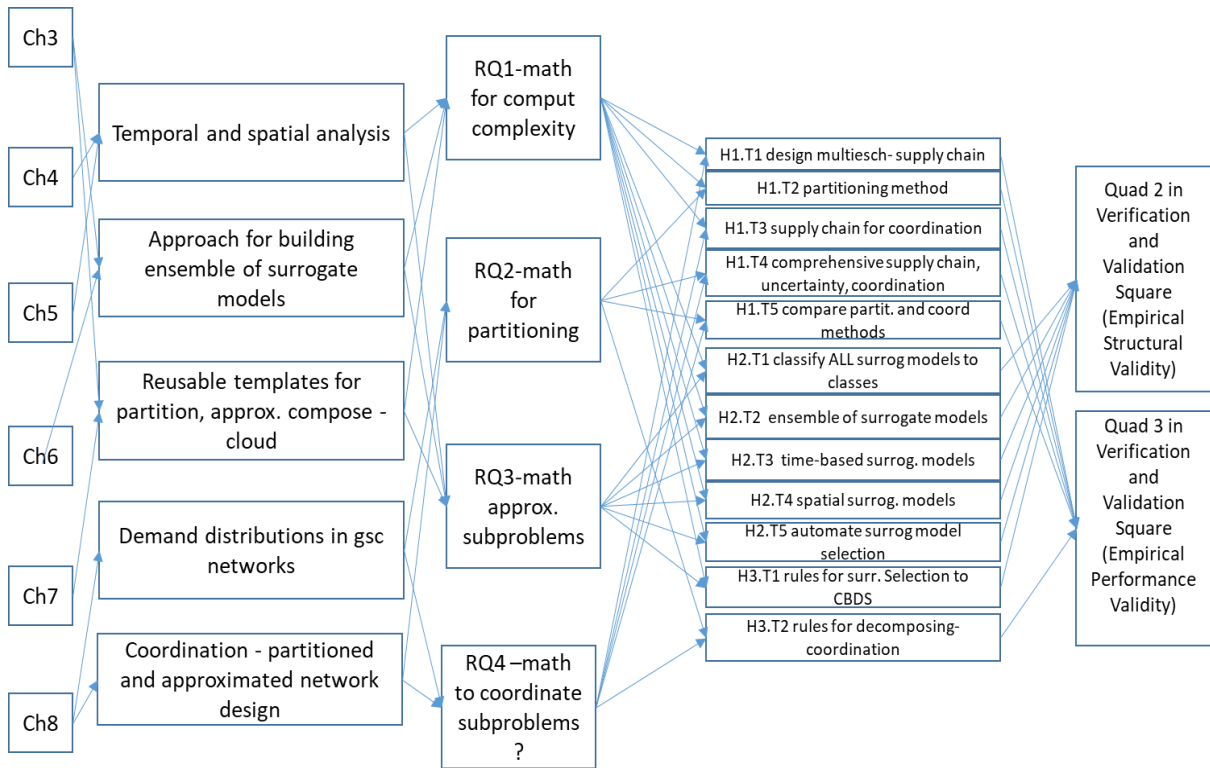 Ch3
Ch4
Ch5
Ch6
Ch7
Ch8
Temporal and spatial analysis
Approach for building
ensemble of surrogate
models
Reusable templates for
partition, approx. compose -
cloud
Demand distributions in gsc
networks
Coordination - partitioned
and approximated network
design
RQ1-math
for comput
complexity
RQ2-math
for
partitioning
RQ3-math
approx.
subproblems
RQ4 –math
to coordinate
subproblems
?
H1.T1 design multiesch- supply chain
H1.T2 partitioning method
H1.T3 supply chain for coordination
H1.T4 comprehensive supply chain,
uncertainty, coordination
H1.T5 compare partit. and coord
methods
H2.T1 classify ALL surrog models to
classes
H2.T2 ensemble of surrogate models
H2.T3 time-based surrog. models
H2.T4 spatial surrog. models
H2.T5 automate surrog model
selection
H3.T1 rules for surr. Selection to
CBDS
H3.T2 rules for decomposing-
coordination
Quad 2 in
Verification
and
Validation
Square
(Empirical
Structural
Validity)
Quad 3 in
Verification
and
Validation
Square
(Empirical
Performance
Validity)